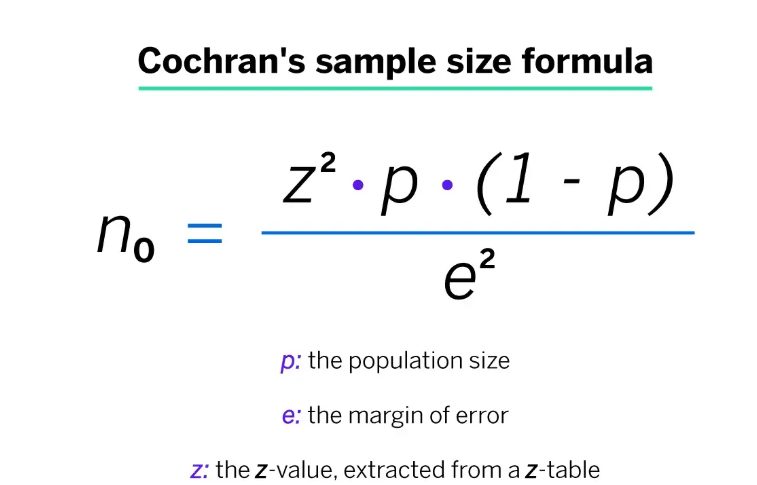 Cochran's sample size formula
n₀ = z² · p · (1 - p)
e²
p: the population size
e: the margin of error
z: the z-value, extracted from a z-table